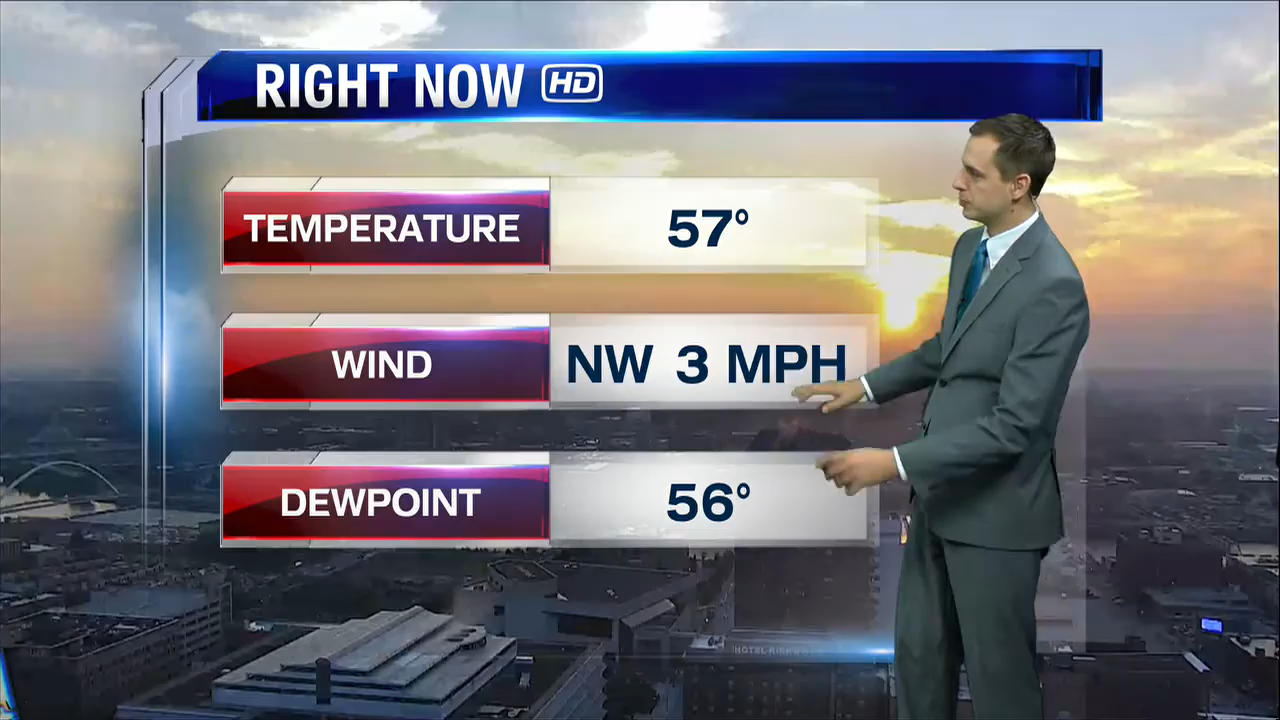 RIGHT NOW HD
TEMPERATURE 57°
WIND NW 3 MPH
DEWPOINT 56°